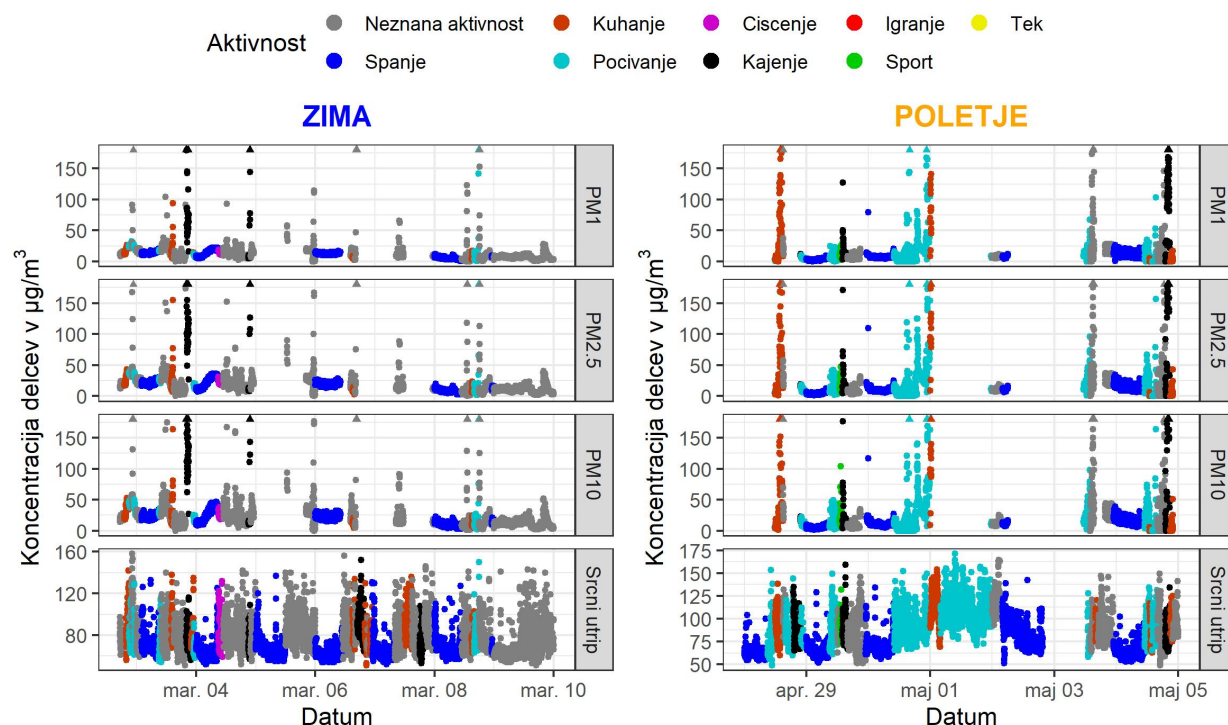 Neznana aktivnost Kuhanje Ciscenje Igranje Tek
Aktivnost
Spanje Pocivanje Kajenje Sport
ZIMA
POLETJE
Koncentracija delcev v µg/m³
150
100
50
0
PM1
150
100
50
0
PM2.5
150
100
50
0
PM10
160
120
80
Srcni utrip
mar. 04 mar. 06 mar. 08 mar. 10
Datum
Koncentracija delcev v µg/m³
150
100
50
0
PM1
150
100
50
0
PM2.5
150
100
50
0
PM10
175
150
125
100
75
50
Srcni utrip
apr. 29 maj 01 maj 03 maj 05
Datum